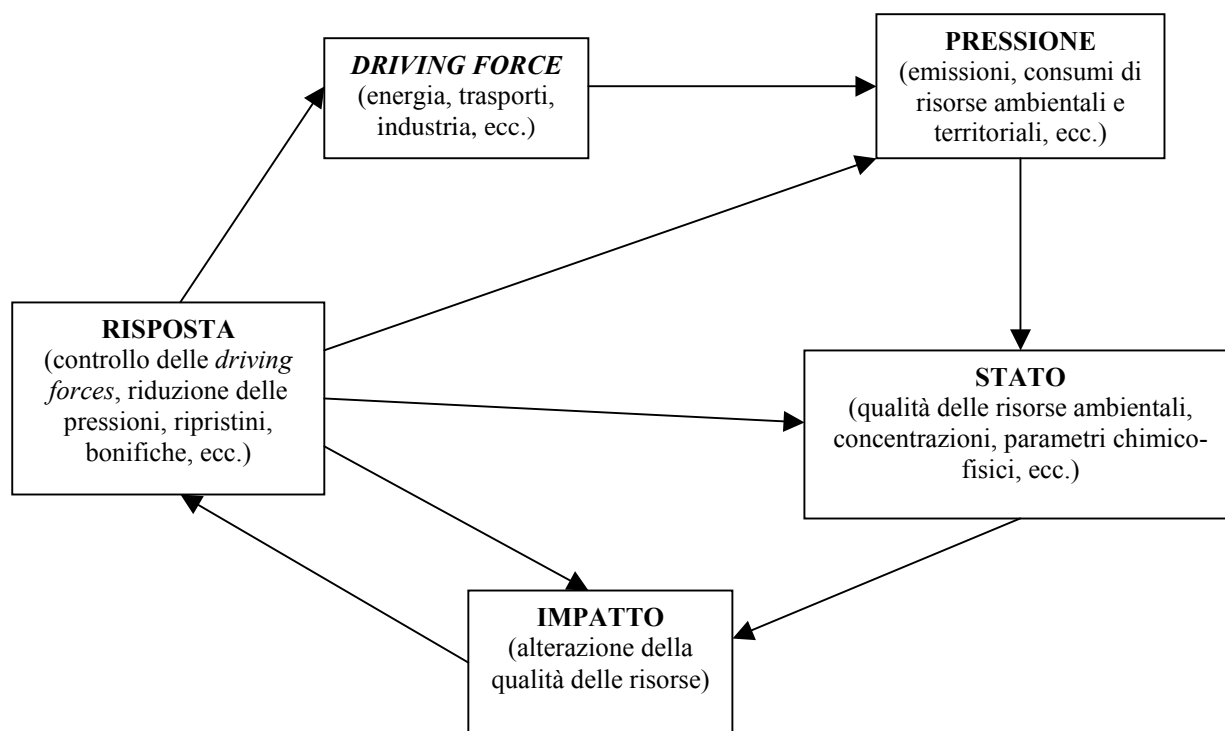 DRIVING FORCE
(energia, trasporti,
industria, ecc.)
PRESSIONE
(emissioni, consumi di
risorse ambientali e
territoriali, ecc.)
RISPOSTA
(controllo delle driving
forces, riduzione delle
pressioni, ripristini,
bonifiche, ecc.)
STATO
(qualità delle risorse ambientali,
concentrazioni, parametri chimico-
fisici, ecc.)
IMPATTO
(alterazione della
qualità delle risorse)